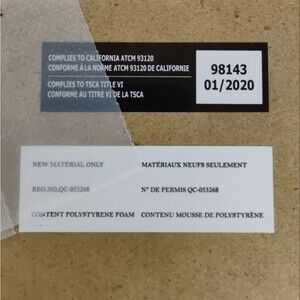 COMPLIES TO CALIFORNIA ATCM 93120
CONFORME À LA NORME ATCM 93120 DE CALIFORNIE
COMPLIES TO TSCA TITLE VI
CONFORME AU TITRE VI DE LA TSCA
98143
01/2020
NEW MATERIAL ONLY MATÉRIAUX NEUFS SEULEMENT
REG.NO.QC-053268 Nº DE PERMIS QC-053268
CONTENT POLYSTYRENE FOAM CONTENU MOUSSE DE POLYSTYRÈNE